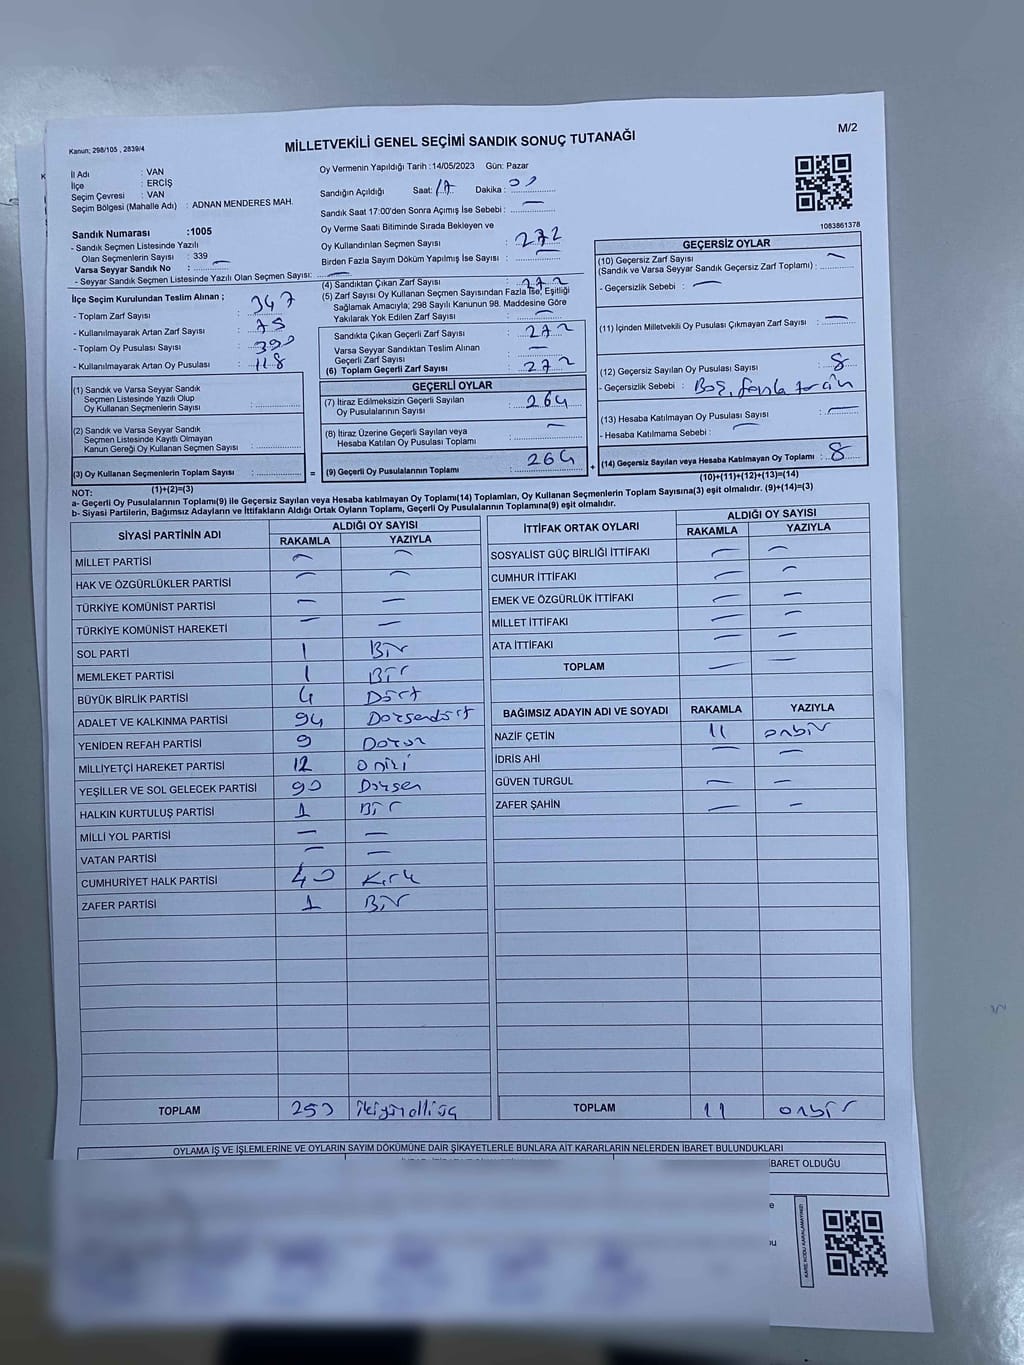 Kanun; 298/105 , 2839/4
MİLLETVEKİLİ GENEL SEÇİMİ SANDIK SONUÇ TUTANAĞI
M/2
İl Adı : VAN
İlçe : ERCİŞ
Seçim Çevresi : VAN
Seçim Bölgesi (Mahalle Adı) : ADNAN MENDERES MAH.
Sandık Numarası :1005
- Sandık Seçmen Listesinde Yazılı
Olan Seçmenlerin Sayısı : 339
Varsa Seyyar Sandık No : —
- Seyyar Sandık Seçmen Listesinde Yazılı Olan Seçmen Sayısı: —
Oy Vermenin Yapıldığı Tarih :14/05/2023 Gün: Pazar
Sandığın Açıldığı Saat: 17 Dakika : 00
Sandık Saat 17:00'den Sonra Açımış İse Sebebi : —
Oy Verme Saati Bitiminde Sırada Bekleyen ve
Oy Kullandırılan Seçmen Sayısı : 272
Birden Fazla Sayım Döküm Yapılmış İse Sayısı : —
1083861378
İlçe Seçim Kurulundan Teslim Alınan ;
- Toplam Zarf Sayısı : 347
- Kullanılmayarak Artan Zarf Sayısı : 75
- Toplam Oy Pusulası Sayısı : 390
- Kullanılmayarak Artan Oy Pusulası : 118
(1) Sandık ve Varsa Seyyar Sandık
Seçmen Listesinde Yazılı Olup
Oy Kullanan Seçmenlerin Sayısı :
(2) Sandık ve Varsa Seyyar Sandık
Seçmen Listesinde Kayıtlı Olmayan
Kanun Gereği Oy Kullanan Seçmen Sayısı :
(3) Oy Kullanan Seçmenlerin Toplam Sayısı : =
(1)+(2)=(3)
(4) Sandıktan Çıkan Zarf Sayısı : 272
(5) Zarf Sayısı Oy Kullanan Seçmen Sayısından Fazla İse, Eşitliği
Sağlamak Amacıyla; 298 Sayılı Kanunun 98. Maddesine Göre
Yakılarak Yok Edilen Zarf Sayısı : —
Sandıkta Çıkan Geçerli Zarf Sayısı : 272
Varsa Seyyar Sandıktan Teslim Alınan
Geçerli Zarf Sayısı : —
(6) Toplam Geçerli Zarf Sayısı : 272
GEÇERLİ OYLAR
(7) İtiraz Edilmeksizin Geçerli Sayılan
Oy Pusulalarının Sayısı : 264
(8) İtiraz Üzerine Geçerli Sayılan veya
Hesaba Katılan Oy Pusulası Toplamı : —
(9) Geçerli Oy Pusulalarının Toplamı : 264 +
GEÇERSİZ OYLAR
(10) Geçersiz Zarf Sayısı
(Sandık ve Varsa Seyyar Sandık Geçersiz Zarf Toplamı) : —
- Geçersizlik Sebebi : —
(11) İçinden Milletvekili Oy Pusulası Çıkmayan Zarf Sayısı : —
(12) Geçersiz Sayılan Oy Pusulası Sayısı : 8
- Geçersizlik Sebebi : Boş, fazla tercih
(13) Hesaba Katılmayan Oy Pusulası Sayısı : —
- Hesaba Katılmama Sebebi : —
(14) Geçersiz Sayılan veya Hesaba Katılmayan Oy Toplamı : 8
(10)+(11)+(12)+(13)=(14)
NOT:
a- Geçerli Oy Pusulalarının Toplamı(9) ile Geçersiz Sayılan veya Hesaba katılmayan Oy Toplamı(14) Toplamları, Oy Kullanan Seçmenlerin Toplam Sayısına(3) eşit olmalıdır. (9)+(14)=(3)
b- Siyasi Partilerin, Bağımsız Adayların ve İttifakların Aldığı Ortak Oyların Toplamı, Geçerli Oy Pusulalarının Toplamına(9) eşit olmalıdır.
SİYASİ PARTİNİN ADI ALDIĞI OY SAYISI
RAKAMLA YAZIYLA
MİLLET PARTİSİ — —
HAK VE ÖZGÜRLÜKLER PARTİSİ — —
TÜRKİYE KOMÜNİST PARTİSİ — —
TÜRKİYE KOMÜNİST HAREKETİ — —
SOL PARTİ 1 Bir
MEMLEKET PARTİSİ 1 Bir
BÜYÜK BİRLİK PARTİSİ 4 Dört
ADALET VE KALKINMA PARTİSİ 94 Doksandört
YENİDEN REFAH PARTİSİ 9 Dokuz
MİLLİYETÇİ HAREKET PARTİSİ 12 oniki
YEŞİLLER VE SOL GELECEK PARTİSİ 90 Doksan
HALKIN KURTULUŞ PARTİSİ 1 Bir
MİLLİ YOL PARTİSİ — —
VATAN PARTİSİ — —
CUMHURİYET HALK PARTİSİ 40 Kırk
ZAFER PARTİSİ 1 Bir
TOPLAM 253 ikiyüzelliüç
İTTİFAK ORTAK OYLARI ALDIĞI OY SAYISI
RAKAMLA YAZIYLA
SOSYALİST GÜÇ BİRLİĞİ İTTİFAKI — —
CUMHUR İTTİFAKI — —
EMEK VE ÖZGÜRLÜK İTTİFAKI — —
MİLLET İTTİFAKI — —
ATA İTTİFAKI — —
TOPLAM — —
BAĞIMSIZ ADAYIN ADI VE SOYADI RAKAMLA YAZIYLA
NAZİF ÇETİN 11 onbir
İDRİS AHİ — —
GÜVEN TURGUL — —
ZAFER ŞAHİN — —
TOPLAM 11 onbir
OYLAMA İŞ VE İŞLEMLERİNE VE OYLARIN SAYIM DÖKÜMÜNE DAİR ŞİKAYETLERLE BUNLARA AİT KARARLARIN NELERDEN İBARET BULUNDUKLARI
BARET OLDUĞU
KARE KODU KARALAMAYINIZ!